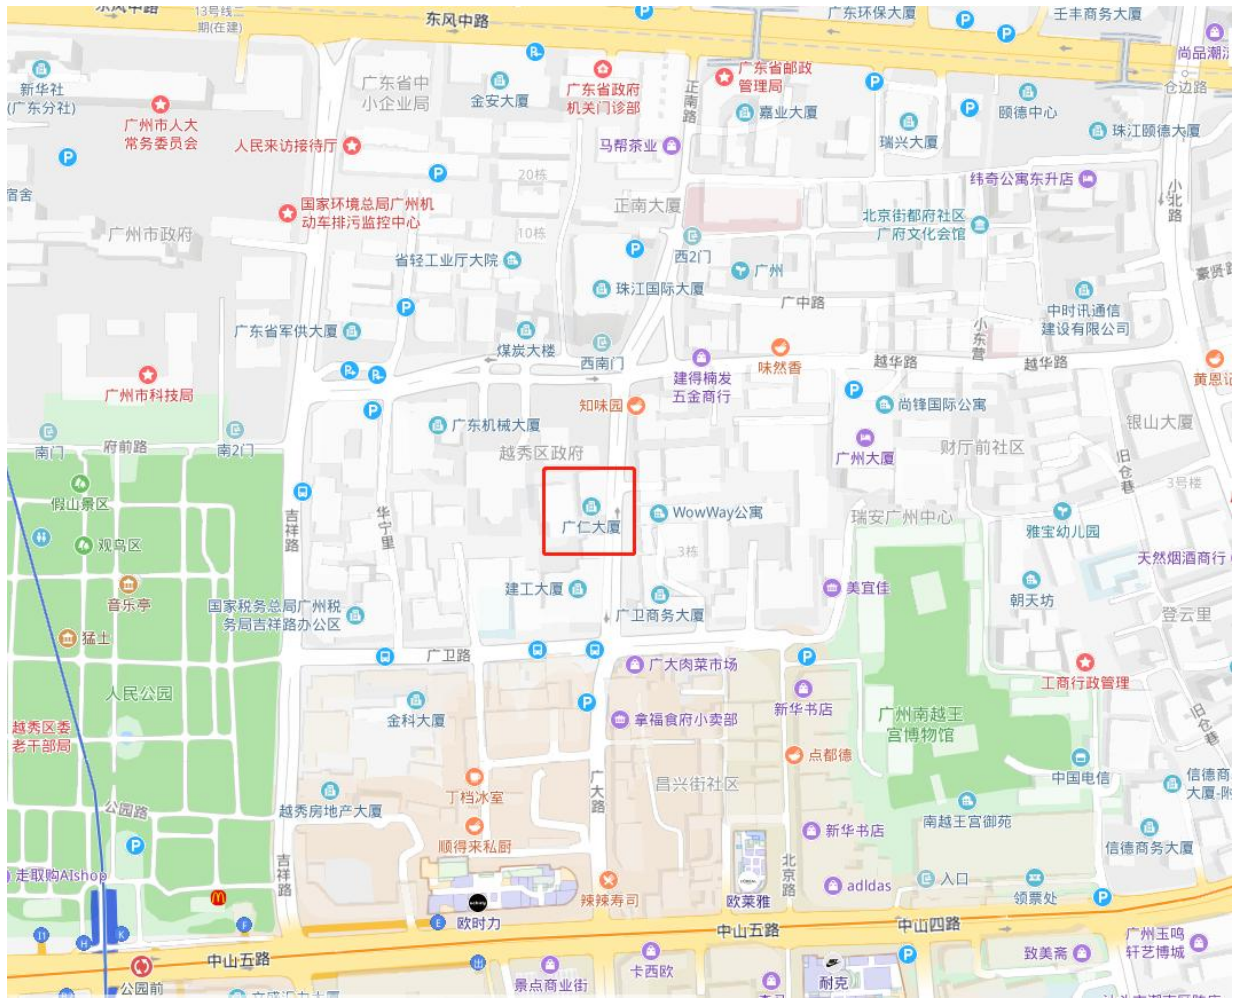 东风中路
13号线二
期(在建)
东风中路
广东环保大厦
壬丰商务大厦
新华社
(广东分社)
广州市人大
常务委员会
广东省中
小企业局
金安大厦
广东省政府
机关门诊部
正南路
广东省邮政
管理局
嘉业大厦
瑞兴大厦
颐德中心
珠江颐德大厦
仓边路
人民来访接待厅
马帮茶业
宿舍
20栋
正南大厦
纬奇公寓东升店
小北路
国家环境总局广州机
动车排污监控中心
广州市政府
10栋
省轻工业厅大院
西2门
北京街都府社区
广府文化会馆
广州
珠江国际大厦
广中路
豪贤路
中时讯通信
建设有限公司
广东省军供大厦
煤炭大楼
西南门
小东营
越华路
越华路
味然香
建得楠发
五金商行
广州市科技局
黄恩记
知味园
尚锋国际公寓
广东机械大厦
银山大厦
南门
府前路
南2门
越秀区政府
广州大厦
财厅前社区
旧仓巷
3号楼
假山景区
吉祥路
华宁里
广仁大厦
WowWay公寓
瑞安广州中心
雅宝幼儿园
观鸟区
3栋
天然烟酒商行
音乐亭
建工大厦
美宜佳
朝天坊
国家税务总局广州税
务局吉祥路办公区
广卫商务大厦
登云里
猛士
广卫路
广大肉菜市场
工商行政管理
人民公园
金科大厦
新华书店
拿福食府小卖部
广州南越王
宫博物馆
旧仓巷
越秀区委
老干部局
点都德
中国电信
广大路
昌兴街社区
信德商
大厦-附
公园路
越秀房地产大厦
丁档冰室
南越王宫御苑
新华书店
顺得来私厨
信德商务大厦
吉祥路
北京路
走取购AIshop
adldas
入口
辣辣寿司
欧莱雅
领票处
欧时力
中山五路
中山四路
中山五路
广州玉鸣
轩艺博城
致美斋
卡西欧
耐克
景点商业街
公园前